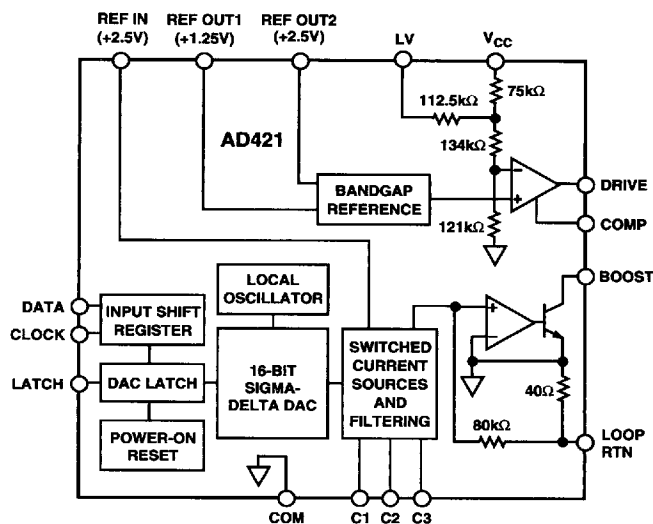 REF IN
(+2.5V)
REF OUT1
(+1.25V)
REF OUT2
(+2.5V)
LV
VCC
75kΩ
112.5kΩ
134kΩ
AD421
BANDGAP
REFERENCE
−
+
DRIVE
121kΩ
COMP
BOOST
LOCAL
OSCILLATOR
DATA
CLOCK
INPUT SHIFT
REGISTER
+
−
LATCH
DAC LATCH
16-BIT
SIGMA-
DELTA DAC
SWITCHED
CURRENT
SOURCES
AND
FILTERING
40Ω
POWER-ON
RESET
80kΩ
LOOP
RTN
COM
C1
C2
C3